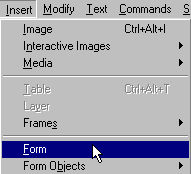 Insert Modify Text Commands S
Image Ctrl+Alt+I
Interactive Images
Media
Table Ctrl+Alt+T
Layer
Frames
Form
Form Objects